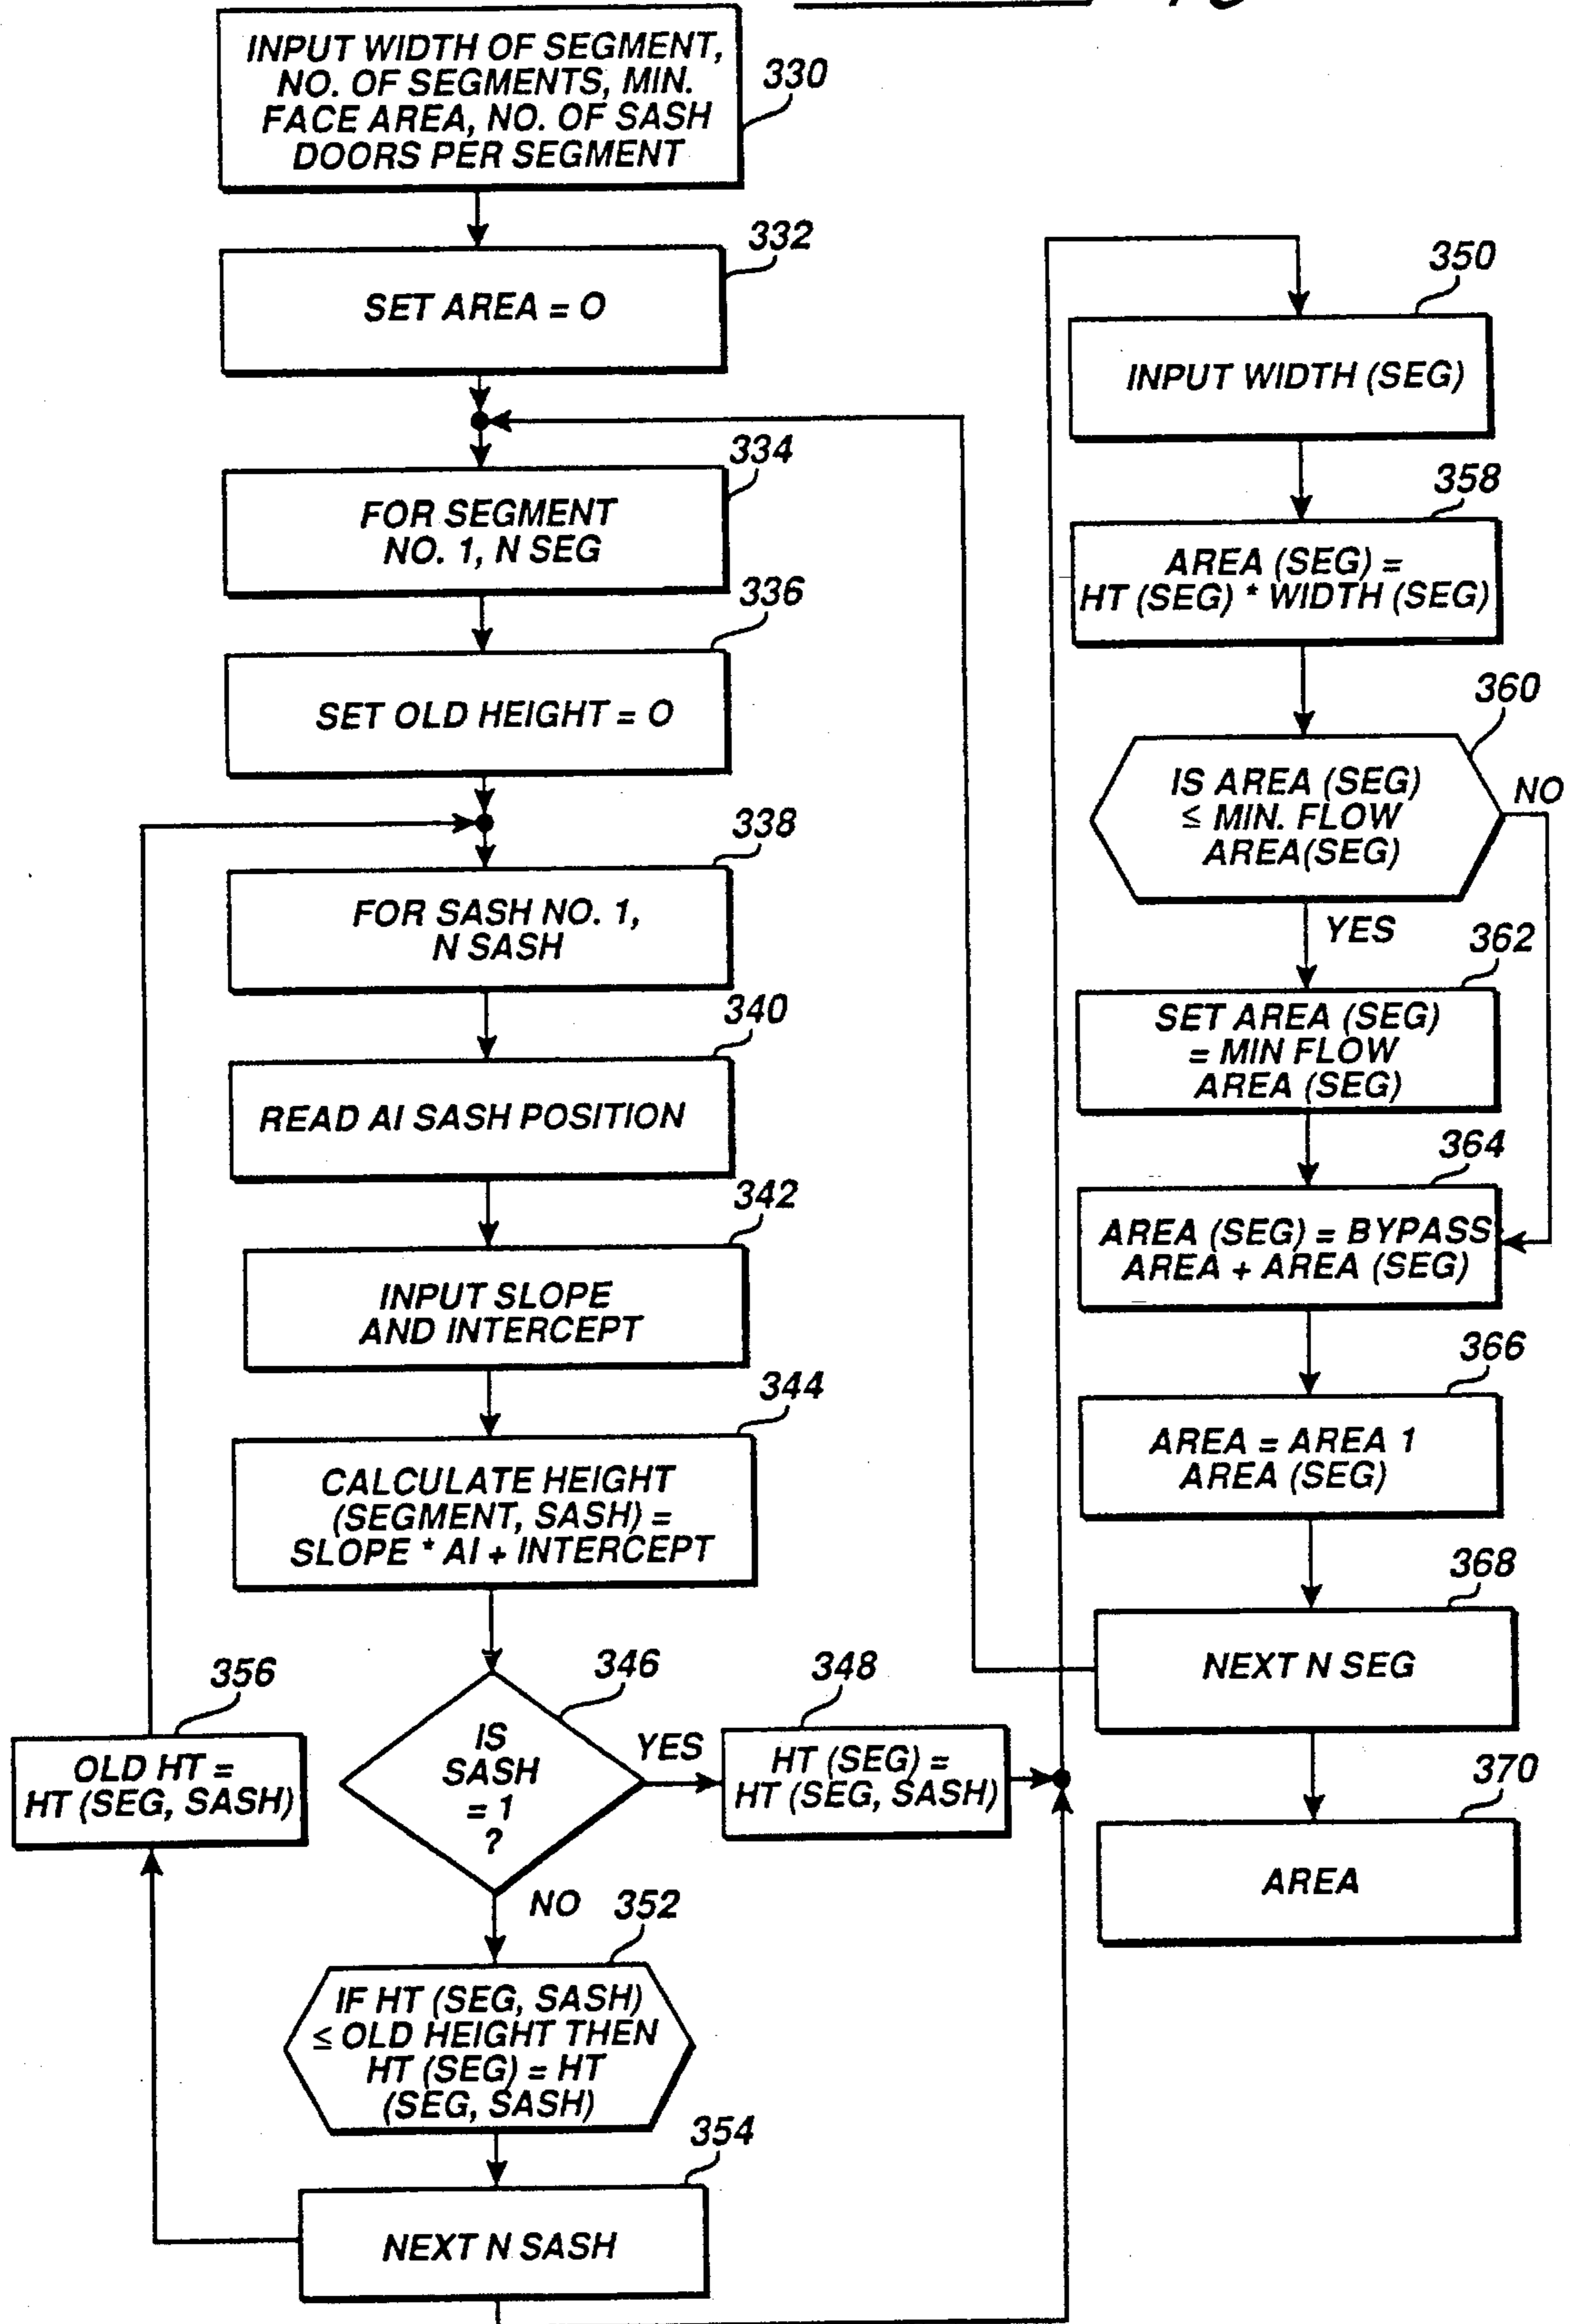 INPUT WIDTH OF SEGMENT,
NO. OF SEGMENTS, MIN.
FACE AREA, NO. OF SASH
DOORS PER SEGMENT
330
332
SET AREA = O
334
FOR SEGMENT
NO. 1, N SEG
336
SET OLD HEIGHT = O
338
FOR SASH NO. 1,
N SASH
340
READ AI SASH POSITION
342
INPUT SLOPE
AND INTERCEPT
344
CALCULATE HEIGHT
(SEGMENT, SASH) =
SLOPE * AI + INTERCEPT
346
IS
SASH
= 1
?
YES
348
HT (SEG) =
HT (SEG, SASH)
NO
352
IF HT (SEG, SASH)
≤ OLD HEIGHT THEN
HT (SEG) = HT
(SEG, SASH)
354
NEXT N SASH
356
OLD HT =
HT (SEG, SASH)
350
INPUT WIDTH (SEG)
358
AREA (SEG) =
HT (SEG) * WIDTH (SEG)
360
IS AREA (SEG)
≤ MIN. FLOW
AREA(SEG)
NO
YES
362
SET AREA (SEG)
= MIN FLOW
AREA (SEG)
364
AREA (SEG) = BYPASS
AREA + AREA (SEG)
366
AREA = AREA 1
AREA (SEG)
368
NEXT N SEG
370
AREA